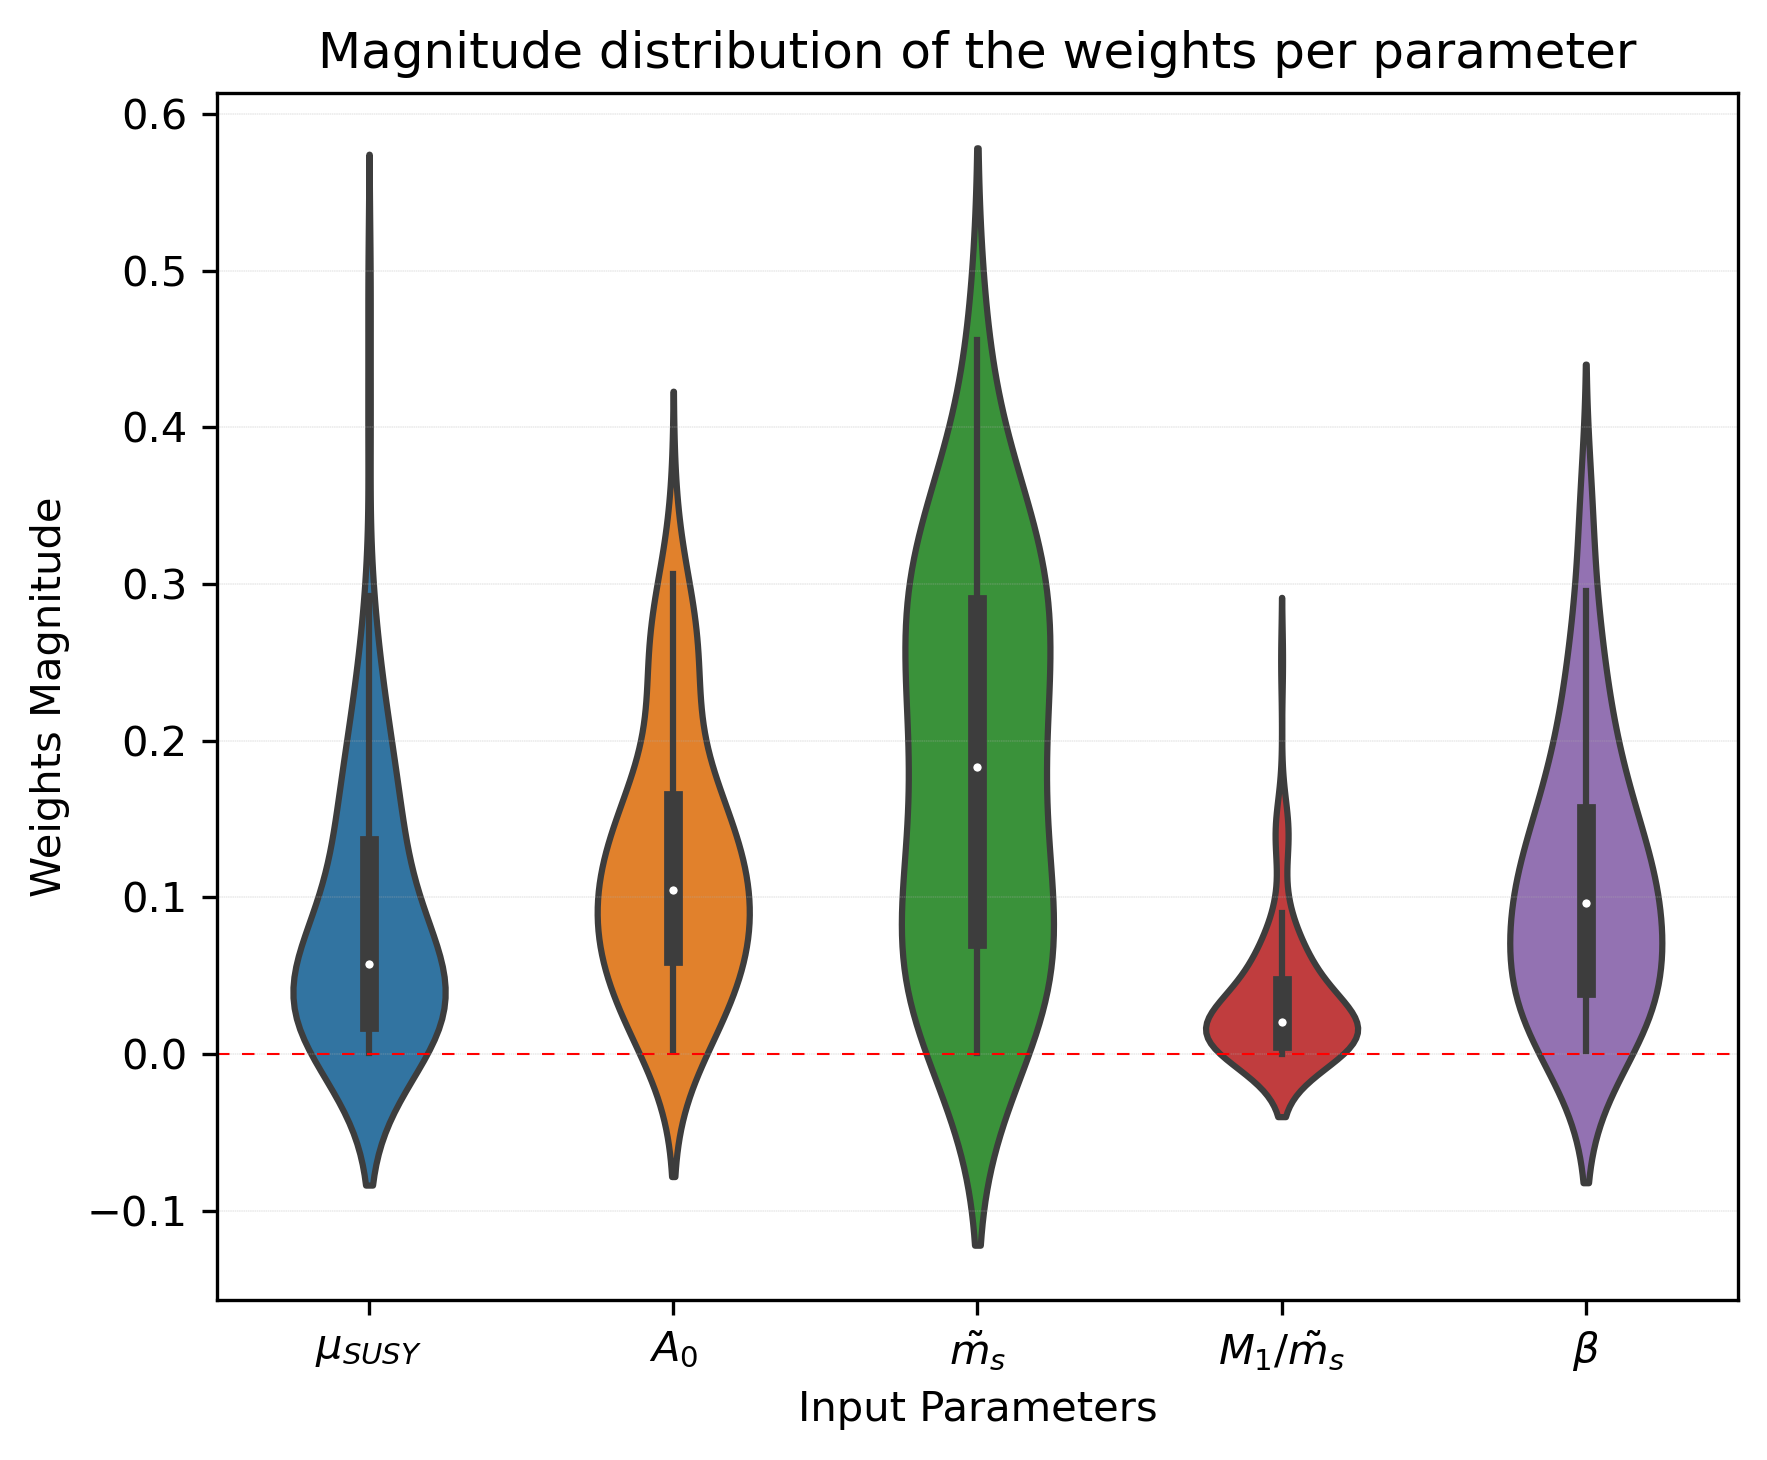 Magnitude distribution of the weights per parameter
Weights Magnitude
0.6
0.5
0.4
0.3
0.2
0.1
0.0
−0.1
μ_SUSY A_0 m̃_s M_1/m̃_s β
Input Parameters